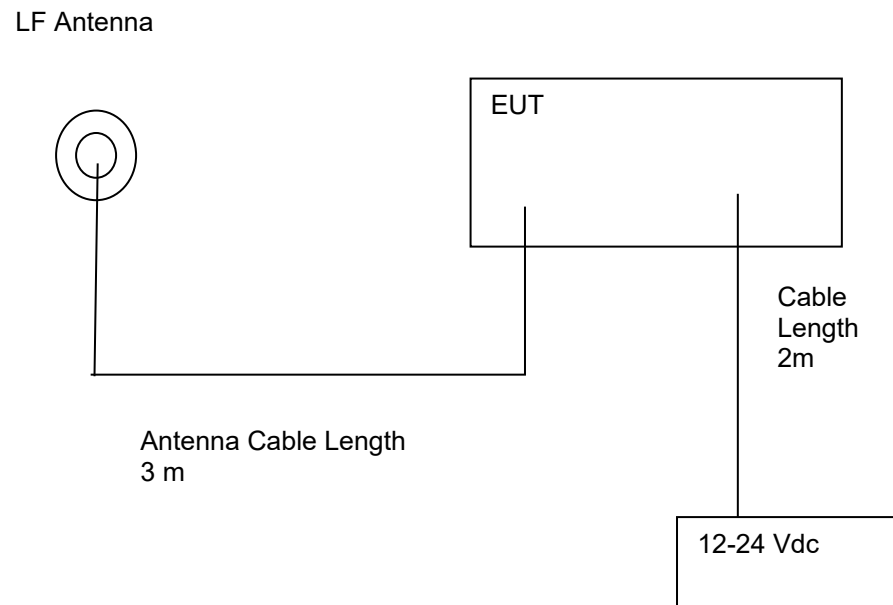 LF Antenna
EUT
Cable
Length
2m
Antenna Cable Length
3 m
12-24 Vdc